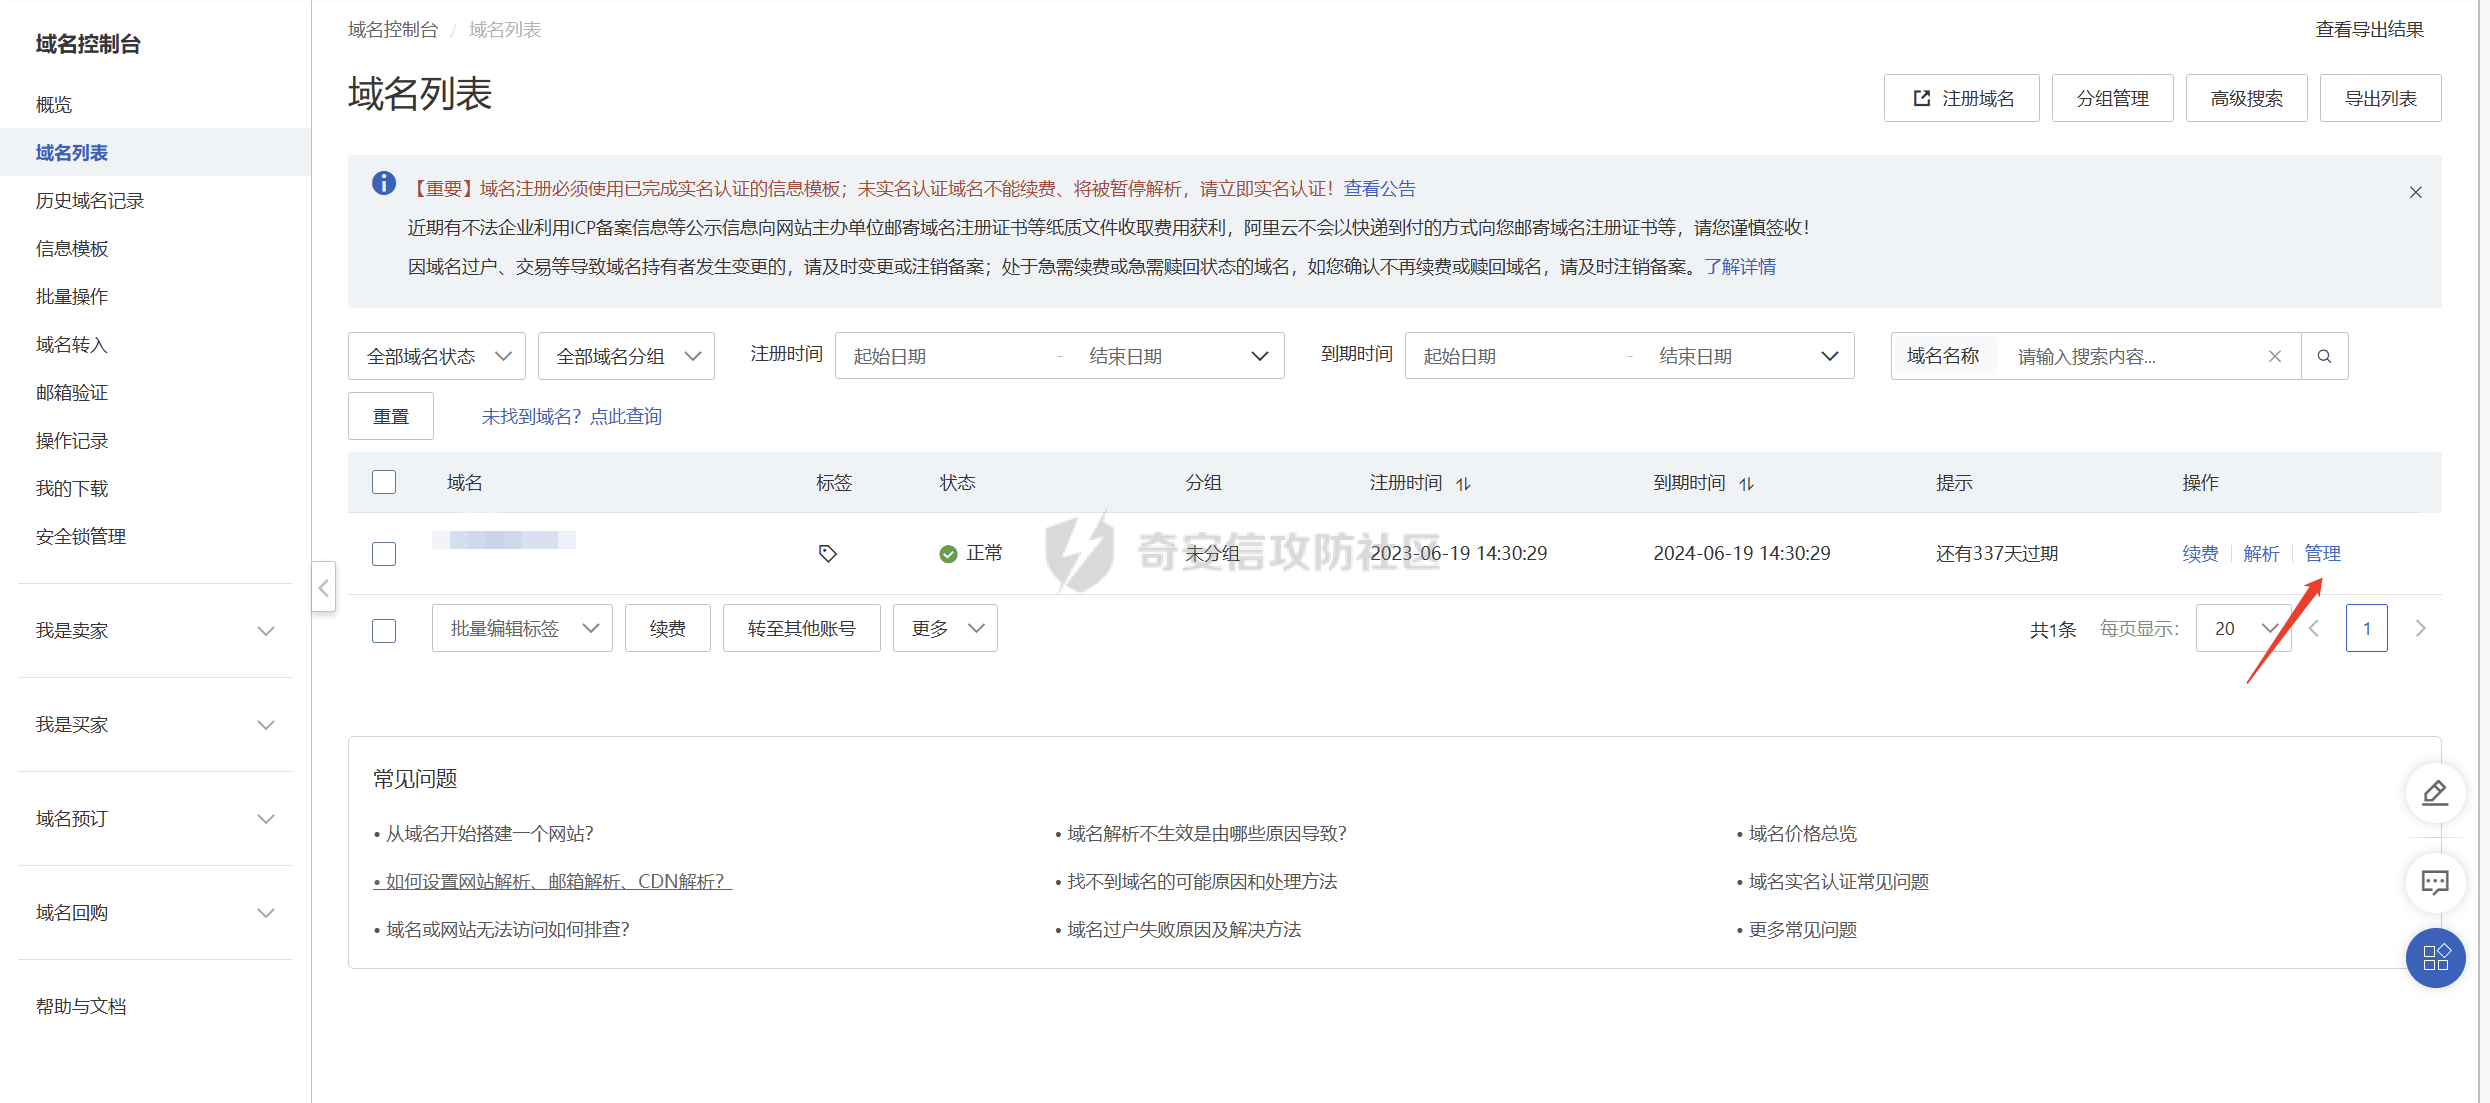 域名控制台
概览
域名列表
历史域名记录
信息模板
批量操作
域名转入
邮箱验证
操作记录
我的下载
安全锁管理
我是卖家
我是买家
域名预订
域名回购
帮助与文档
域名控制台 / 域名列表
查看导出结果
域名列表
注册域名 分组管理 高级搜索 导出列表
【重要】域名注册必须使用已完成实名认证的信息模板；未实名认证域名不能续费、将被暂停解析，请立即实名认证！查看公告
近期有不法企业利用ICP备案信息等公示信息向网站主办单位邮寄域名注册证书等纸质文件收取费用获利，阿里云不会以快递到付的方式向您邮寄域名注册证书等，请您谨慎签收！
因域名过户、交易等导致域名持有者发生变更的，请及时变更或注销备案；处于急需续费或急需赎回状态的域名，如您确认不再续费或赎回域名，请及时注销备案。了解详情
全部域名状态 全部域名分组 注册时间 起始日期 - 结束日期 到期时间 起始日期 - 结束日期 域名名称 请输入搜索内容...
重置 未找到域名？点此查询
域名 标签 状态 分组 注册时间 到期时间 提示 操作
正常 未分组 2023-06-19 14:30:29 2024-06-19 14:30:29 还有337天过期 续费 解析 管理
奇安信攻防社区
批量编辑标签 续费 转至其他账号 更多 共1条 每页显示： 20 1
常见问题
• 从域名开始搭建一个网站？ • 域名解析不生效是由哪些原因导致？ • 域名价格总览
• 如何设置网站解析、邮箱解析、CDN解析？ • 找不到域名的可能原因和处理方法 • 域名实名认证常见问题
• 域名或网站无法访问如何排查？ • 域名过户失败原因及解决方法 • 更多常见问题